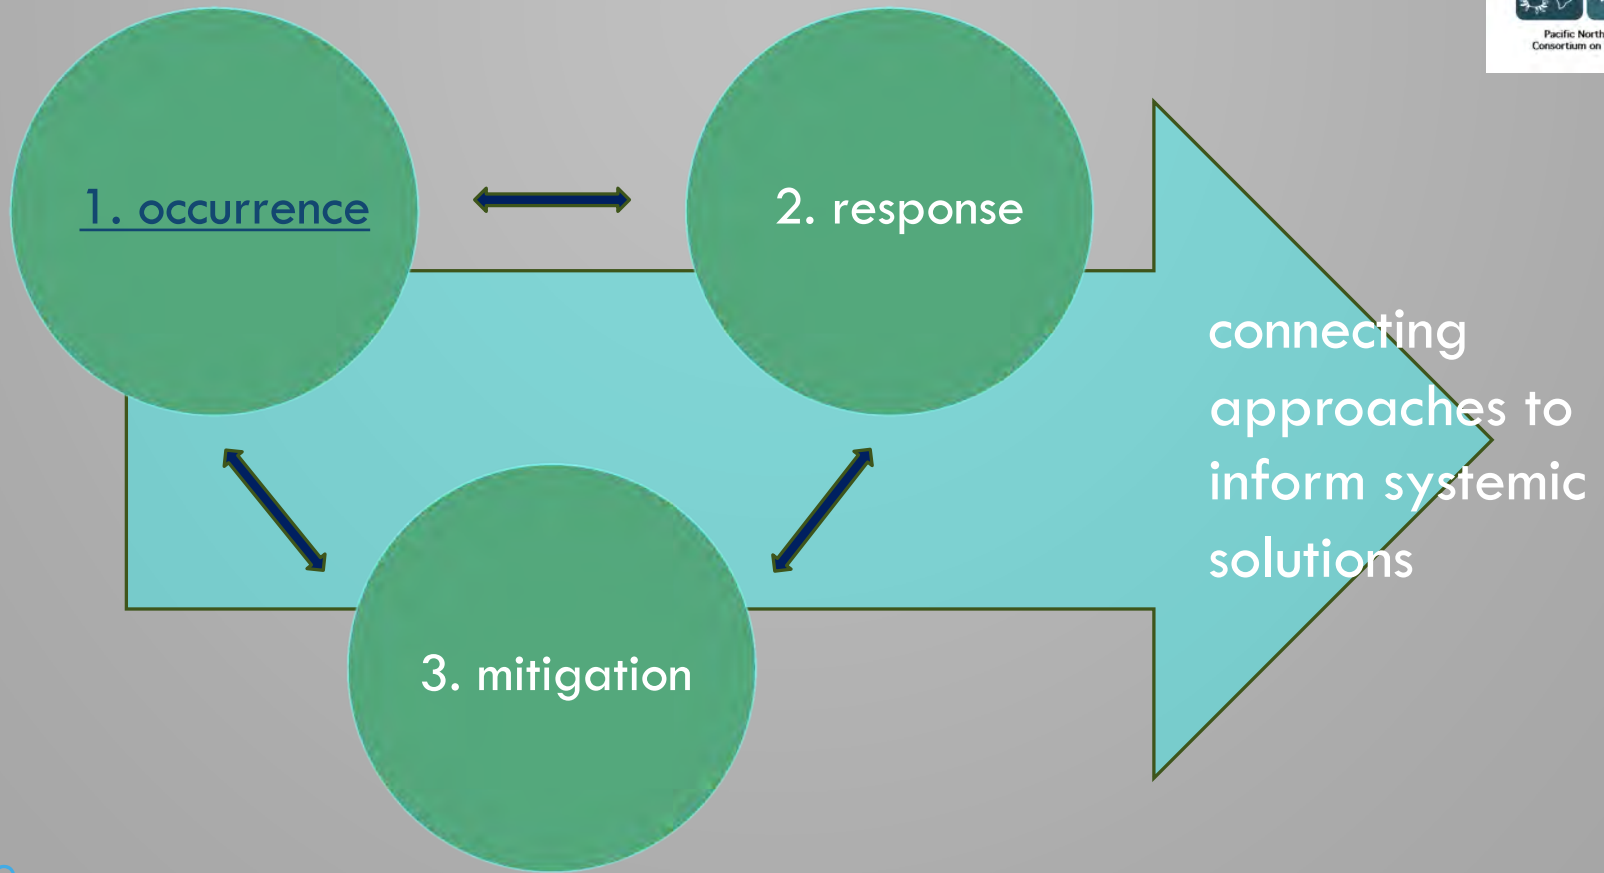 Pacific North
Consortium on
1. occurrence
2. response
connecting
approaches to
inform systemic
solutions
3. mitigation